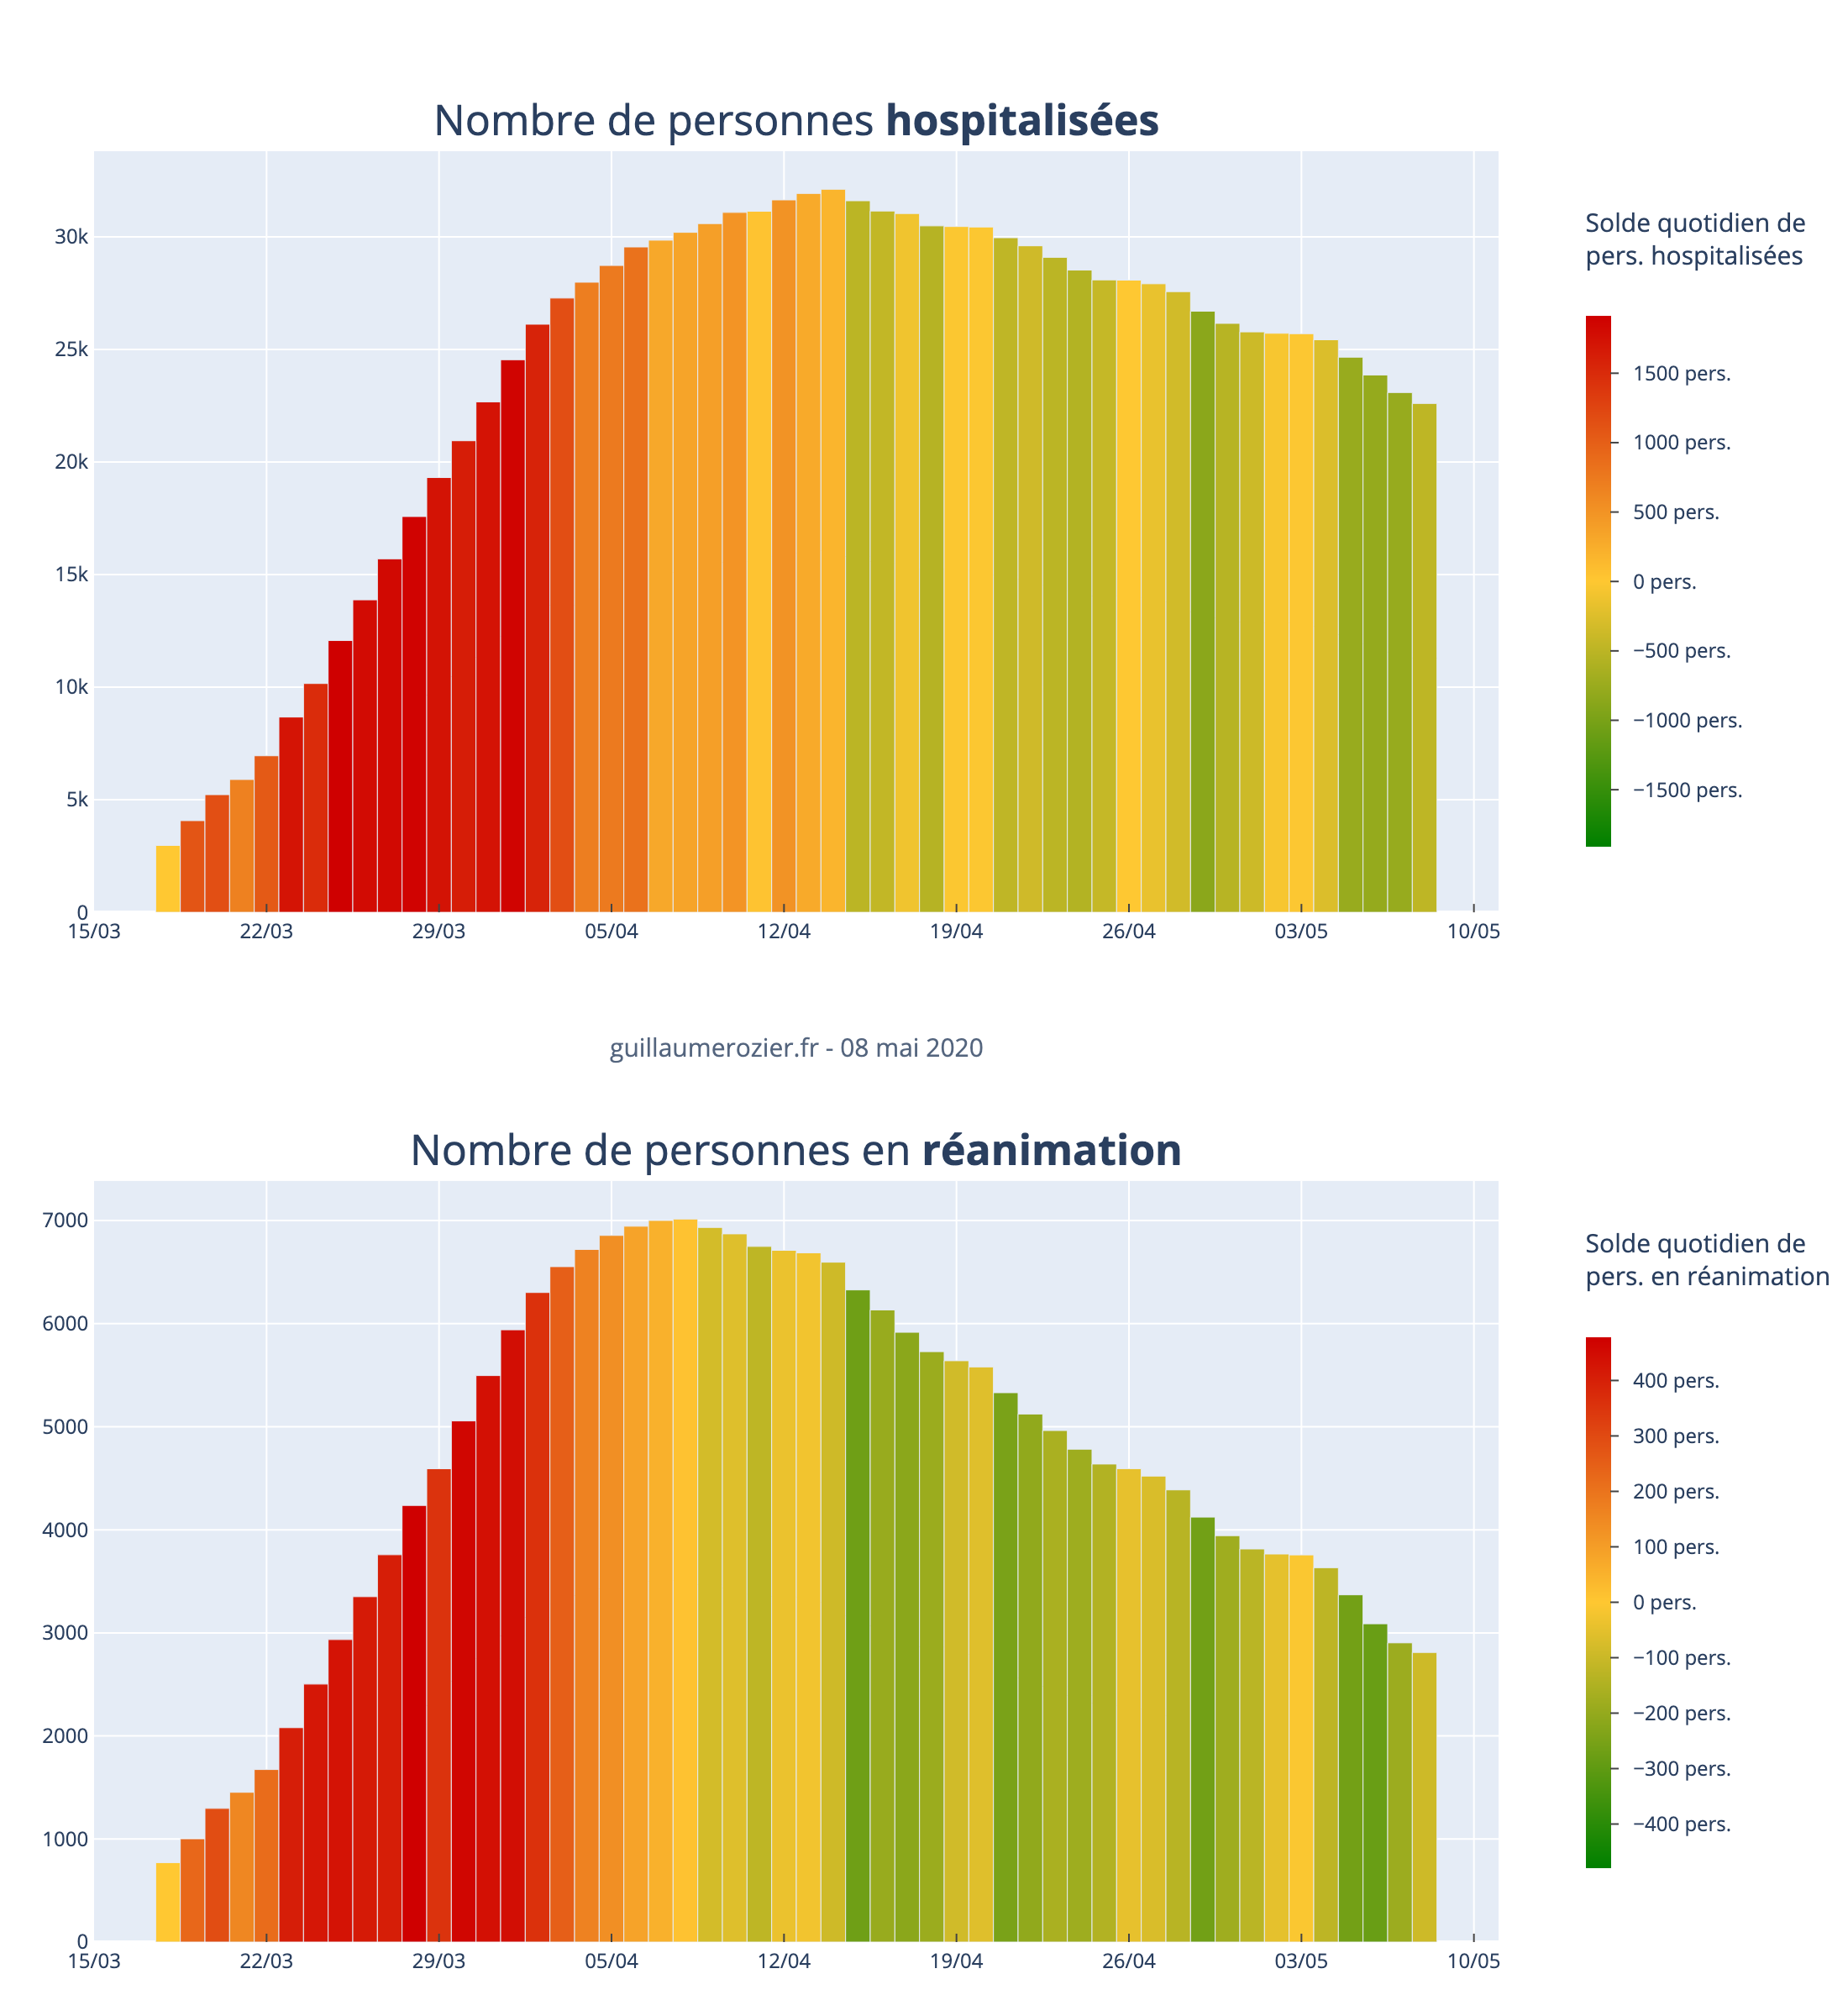 Nombre de personnes hospitalisées
30k
25k
20k
15k
10k
5k
0
15/03 22/03 29/03 05/04 12/04 19/04 26/04 03/05 10/05
Solde quotidien de
pers. hospitalisées
1500 pers.
1000 pers.
500 pers.
0 pers.
−500 pers.
−1000 pers.
−1500 pers.
guillaumerozier.fr - 08 mai 2020
Nombre de personnes en réanimation
7000
6000
5000
4000
3000
2000
1000
0
15/03 22/03 29/03 05/04 12/04 19/04 26/04 03/05 10/05
Solde quotidien de
pers. en réanimation
400 pers.
300 pers.
200 pers.
100 pers.
0 pers.
−100 pers.
−200 pers.
−300 pers.
−400 pers.